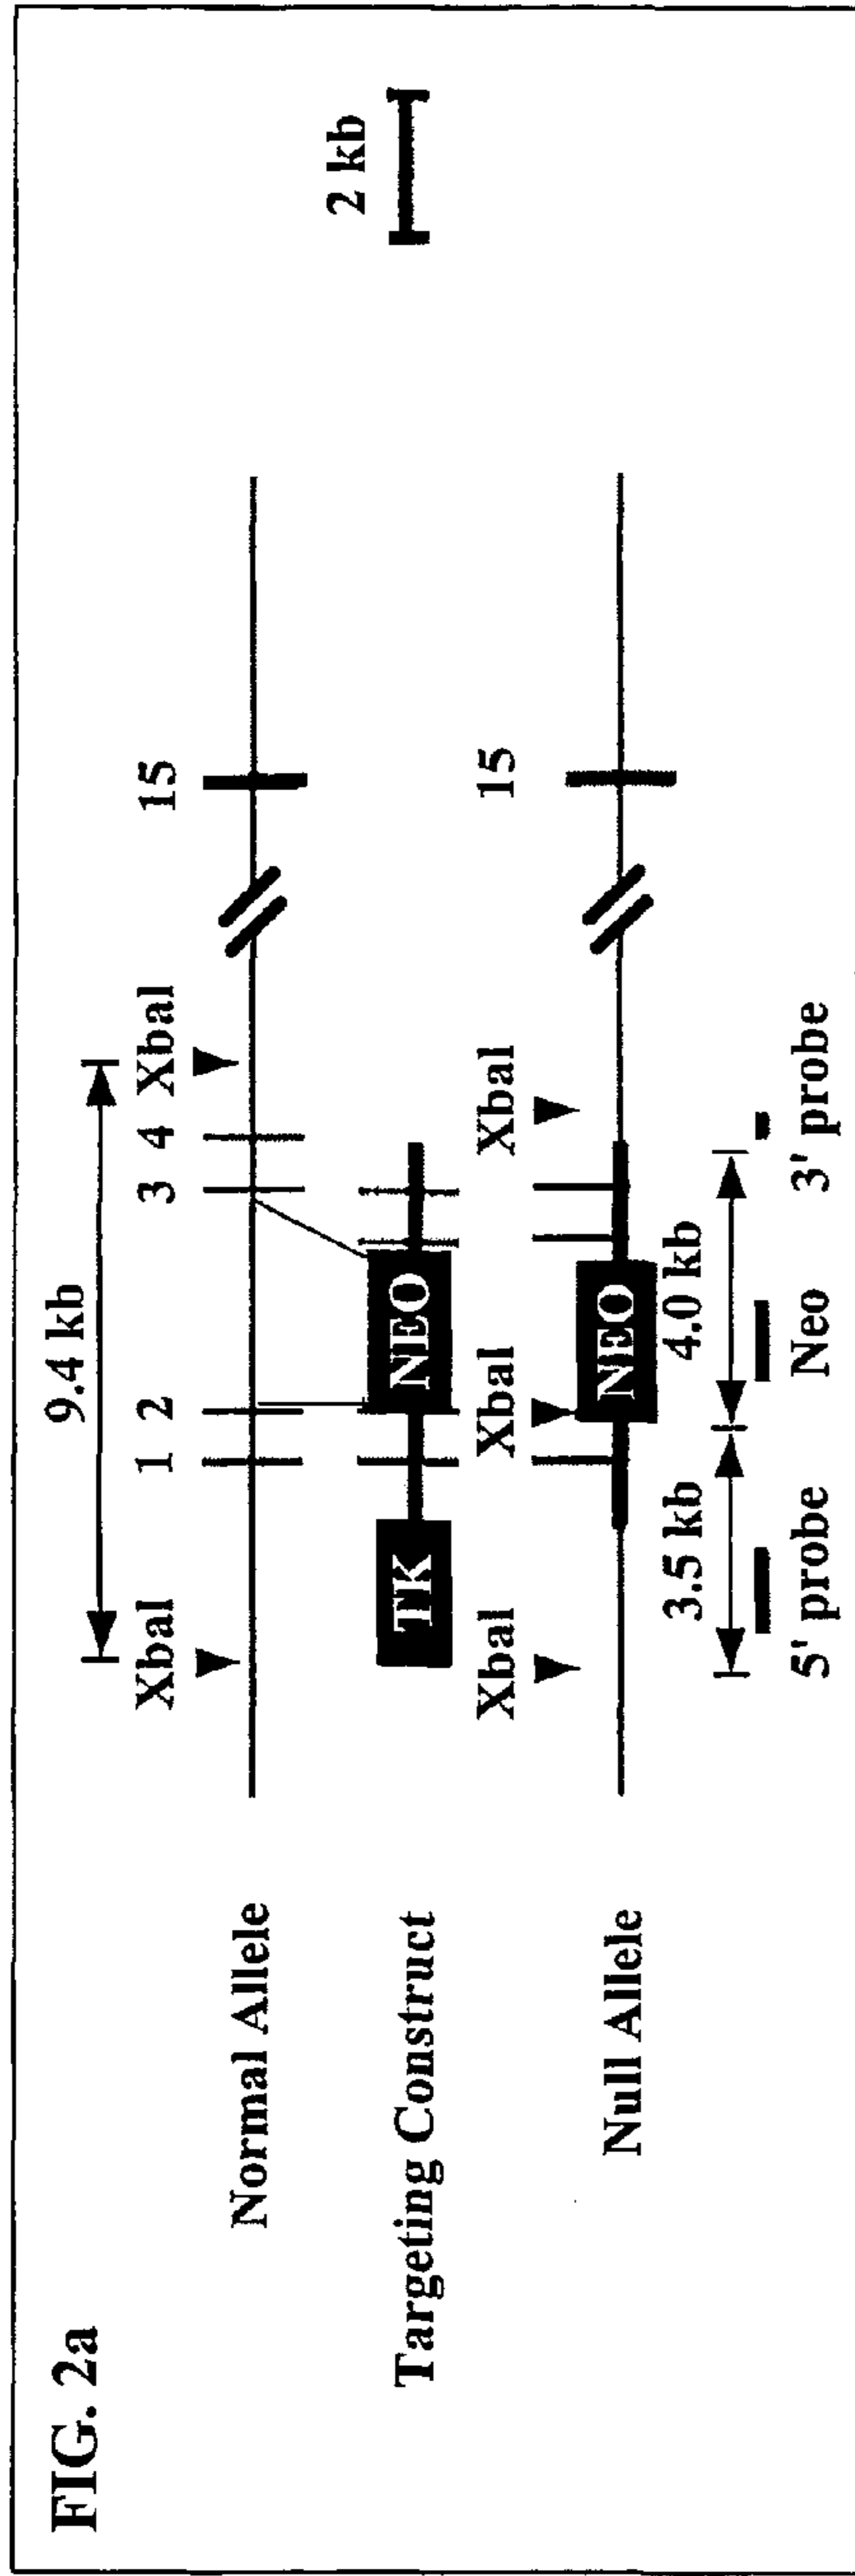 FIG. 2a
9.4 kb
XbaI 1 2 3 4 XbaI 15
Normal Allele
2 kb
Targeting Construct
TK NEO
XbaI XbaI XbaI 15
Null Allele
NEO
3.5 kb 4.0 kb
5' probe Neo 3' probe